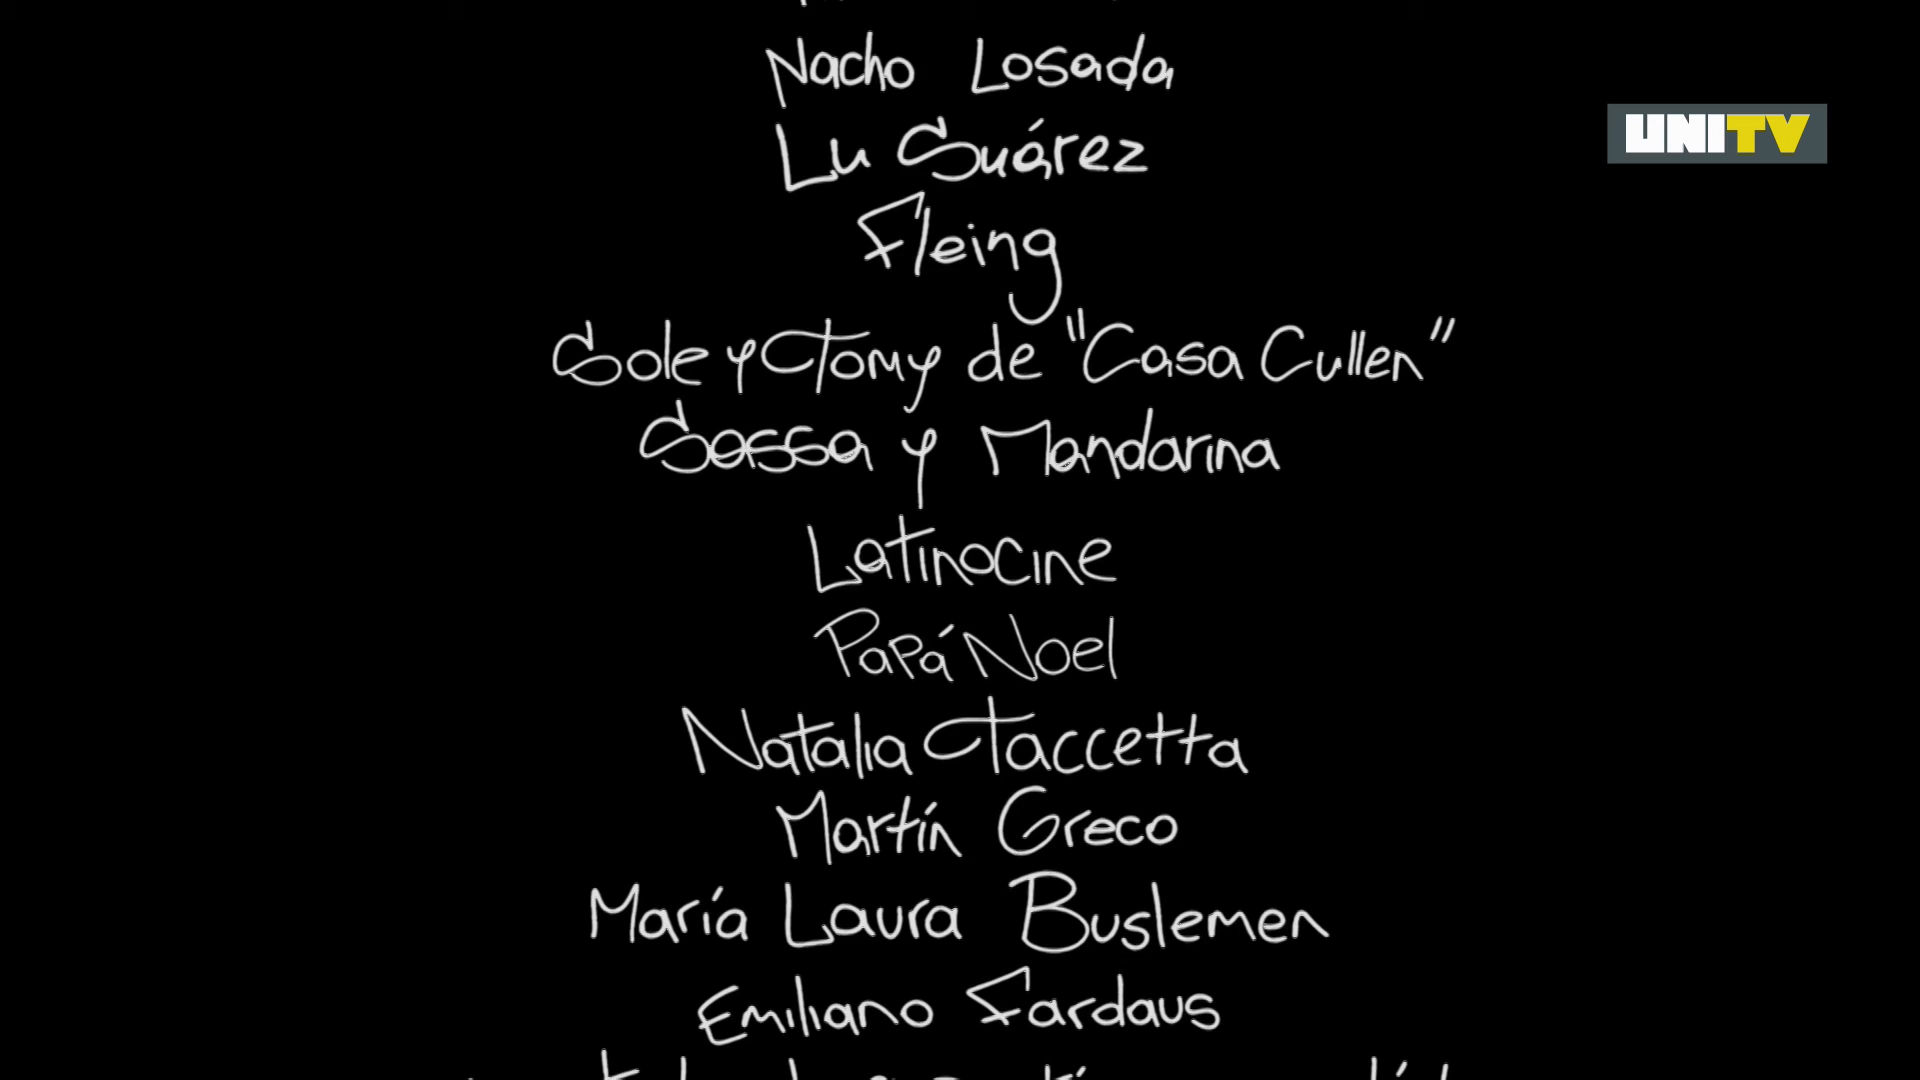 Nacho Losada
Lu Suárez
UNITV
Fleing
Sole y Tomy de "Casa Cullen"
Sassa y Mandarina
Latinocine
Papá Noel
Natalia Taccetta
Martín Greco
María Laura Buslemen
Emiliano Fardaus